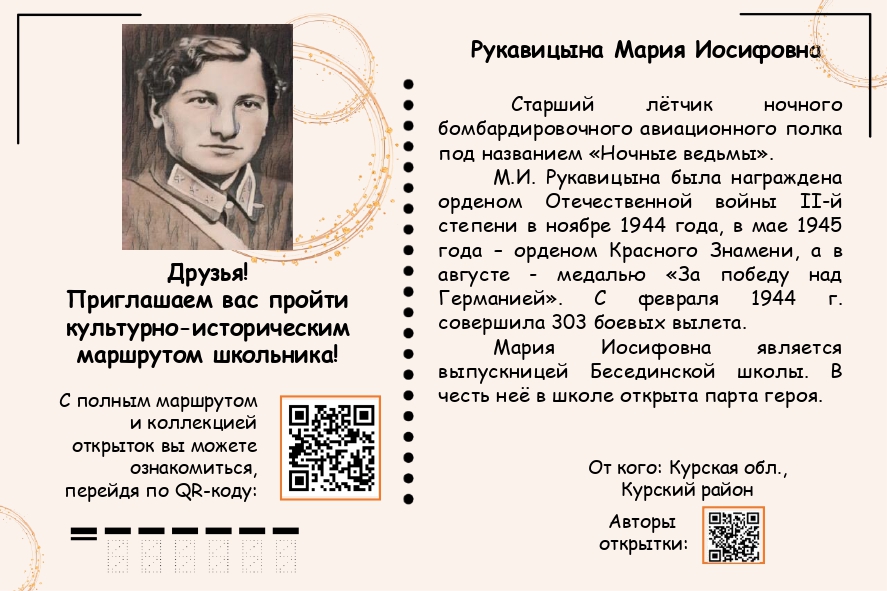 Друзья!
Приглашаем вас пройти
культурно-историческим
маршрутом школьника!
С полным маршрутом
и коллекцией
открыток вы можете
ознакомиться,
перейдя по QR-коду:
Рукавицына Мария Иосифовна
Старший лётчик ночного
бомбардировочного авиационного полка
под названием «Ночные ведьмы».
М.И. Рукавицына была награждена
орденом Отечественной войны II-й
степени в ноябре 1944 года, в мае 1945
года – орденом Красного Знамени, а в
августе - медалью «За победу над
Германией». С февраля 1944 г.
совершила 303 боевых вылета.
Мария Иосифовна является
выпускницей Бесединской школы. В
честь неё в школе открыта парта героя.
От кого: Курская обл.,
Курский район
Авторы
открытки: